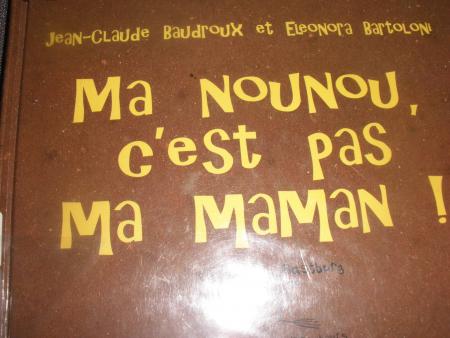 Jean-Claude Baudroux et Eleonora Bartoloni
Ma nounou,
c'est pas
ma maman !